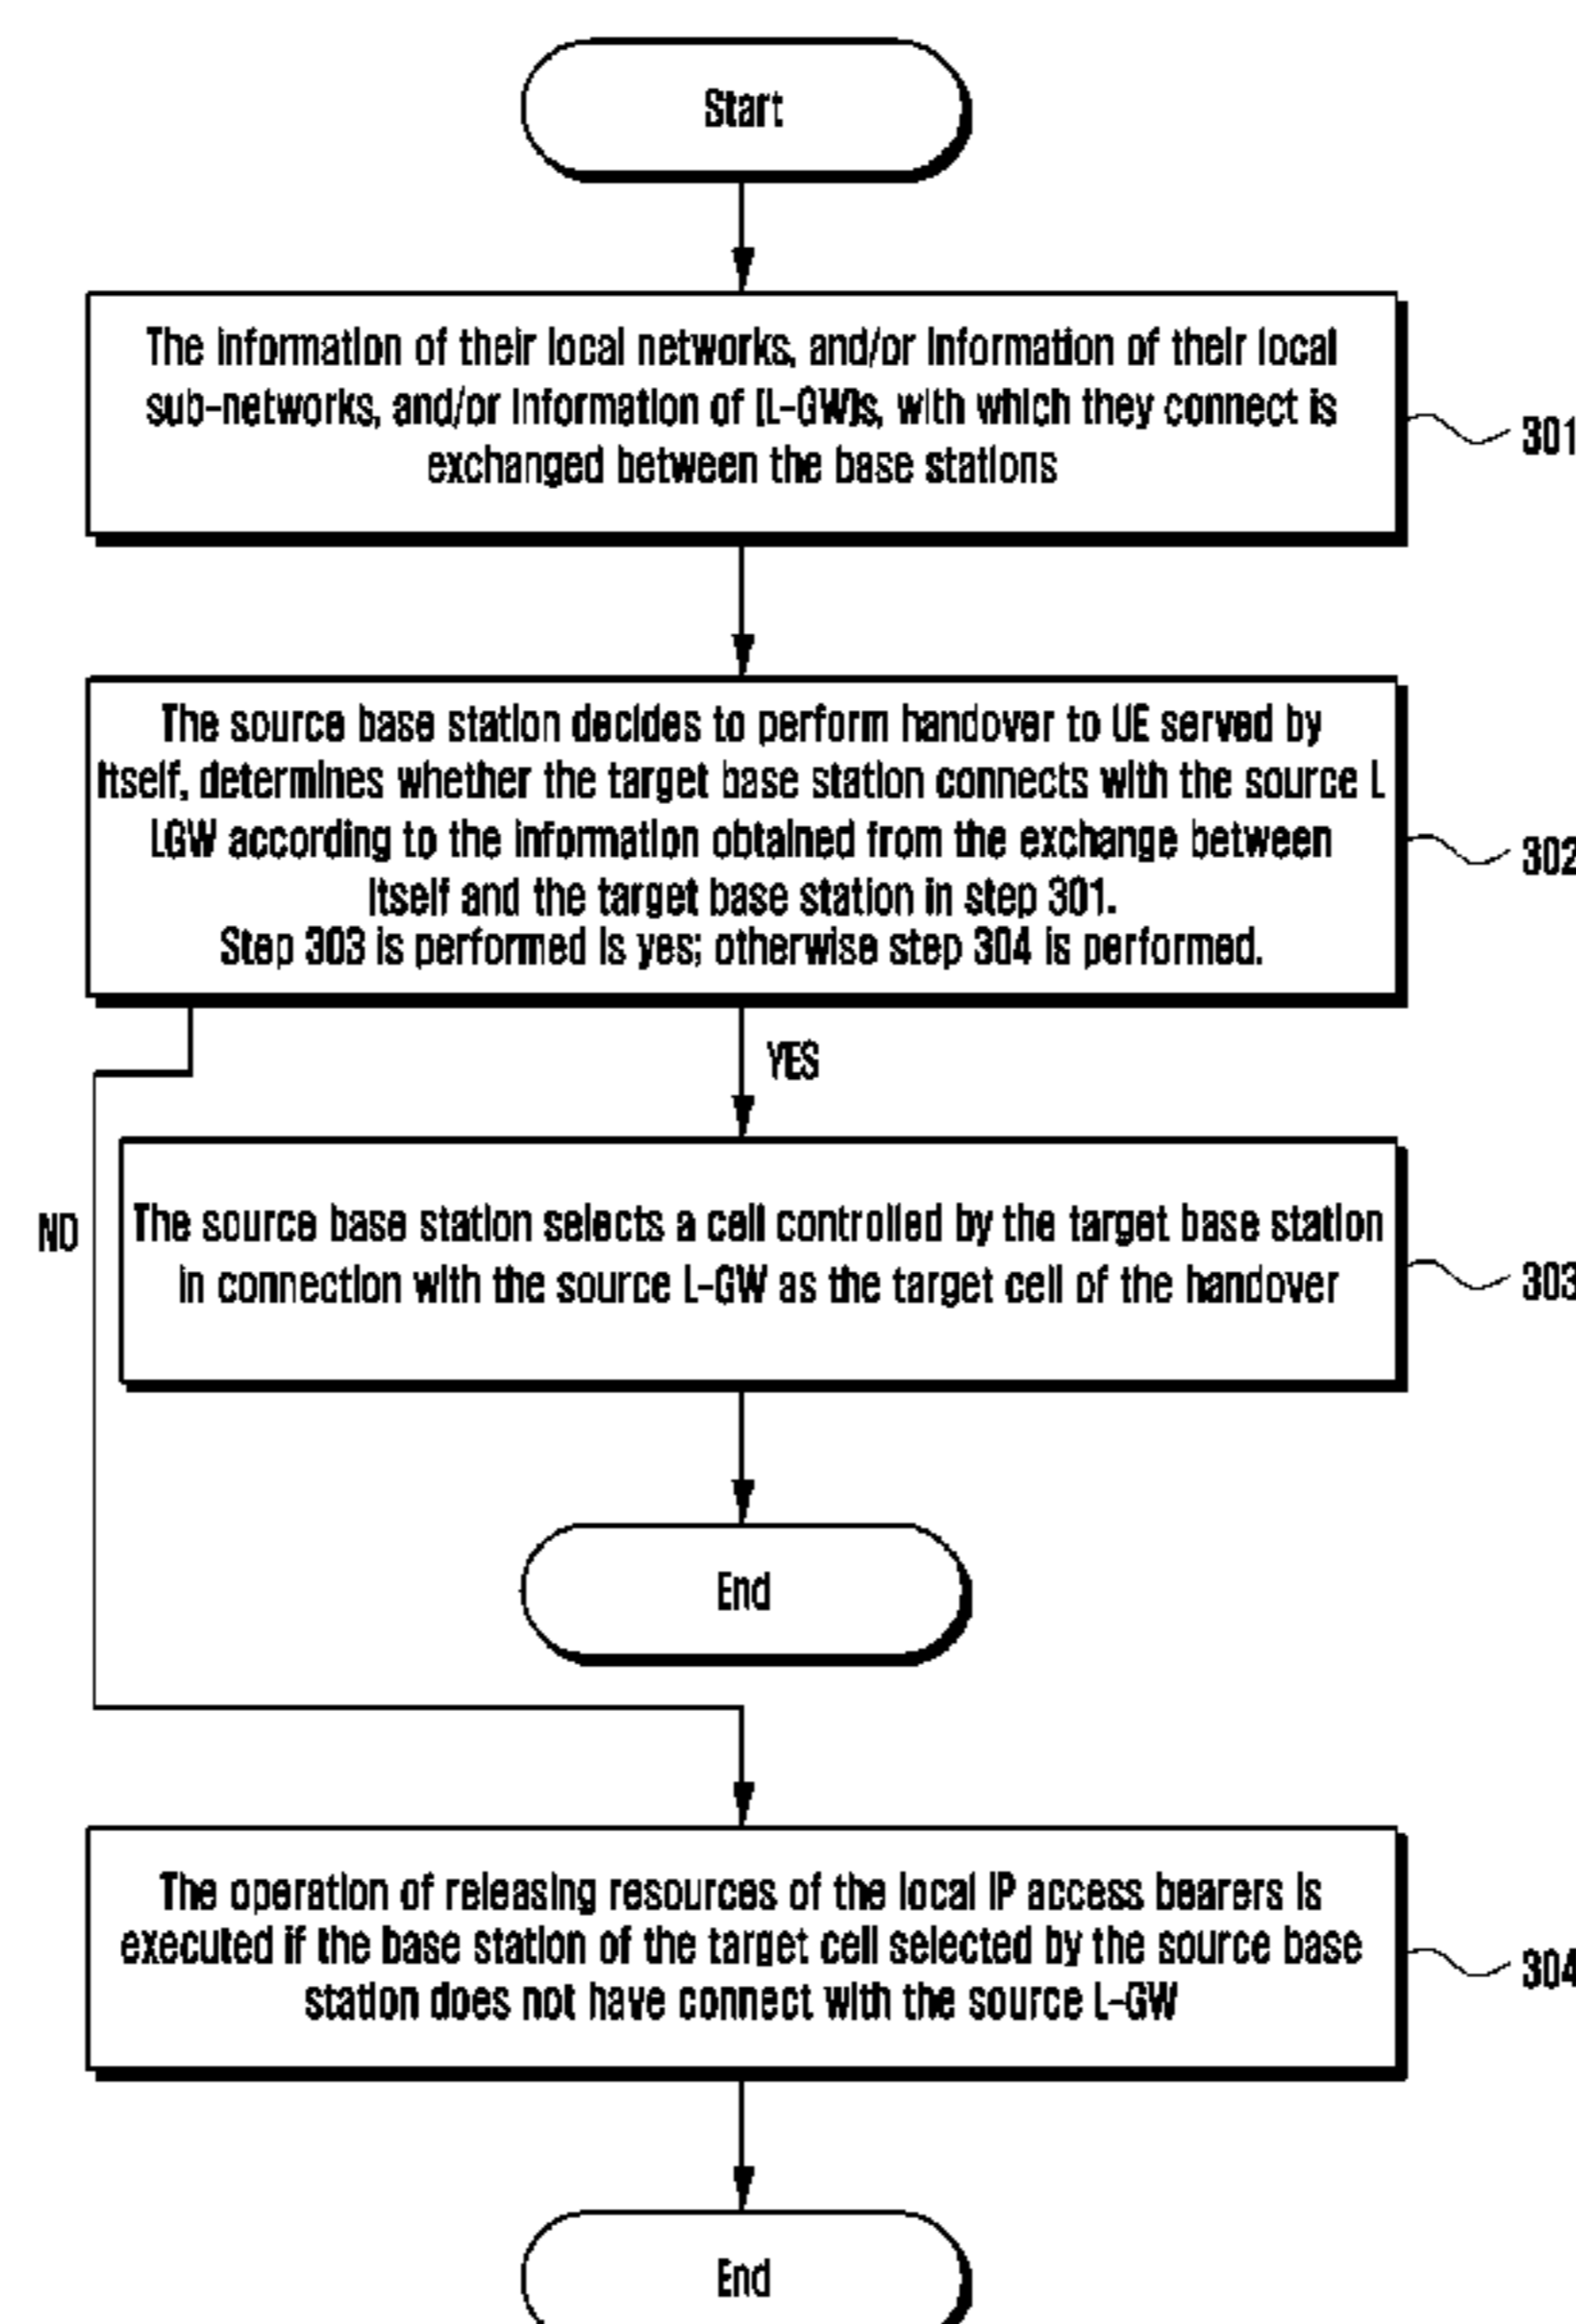 Start
The information of their local networks, and/or information of their local
sub-networks, and/or information of [L-GW]s, with which they connect is
exchanged between the base stations
301
The source base station decides to perform handover to UE served by
itself, determines whether the target base station connects with the source L
LGW according to the information obtained from the exchange between
itself and the target base station in step 301.
Step 303 is performed is yes; otherwise step 304 is performed.
302
YES
NO
The source base station selects a cell controlled by the target base station
in connection with the source L-GW as the target cell of the handover
303
End
The operation of releasing resources of the local IP access bearers is
executed if the base station of the target cell selected by the source base
station does not have connect with the source L-GW
304
End